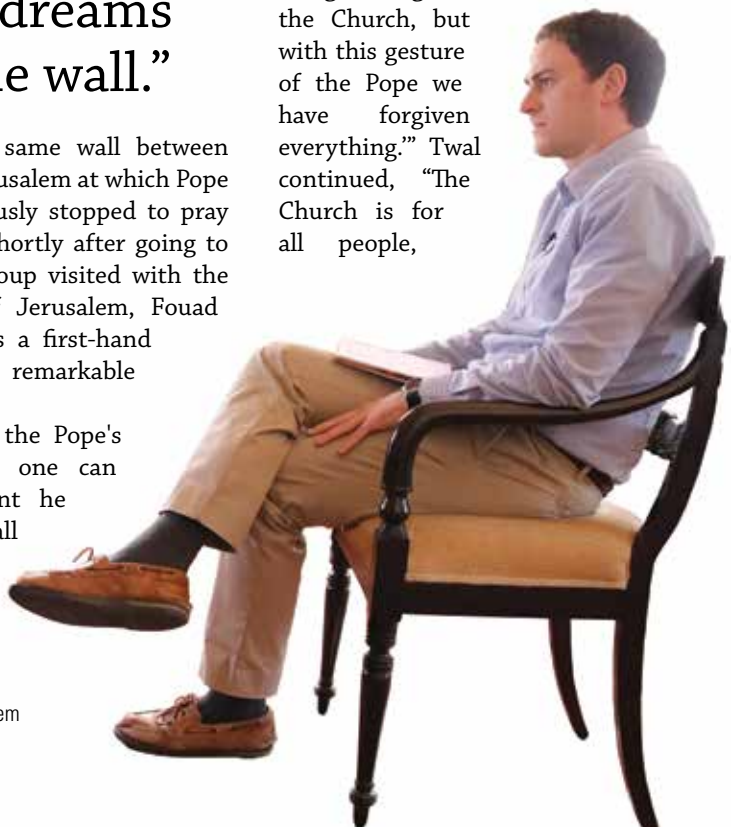 dreams
e wall.”
same wall between
usalem at which Pope
usly stopped to pray
hortly after going to
oup visited with the
f Jerusalem, Fouad
s a first-hand
remarkable
the Pope's
one can
nt he
all
em
the Church, but
with this gesture
of the Pope we
have forgiven
everything.’” Twal
continued, “The
Church is for
all people,